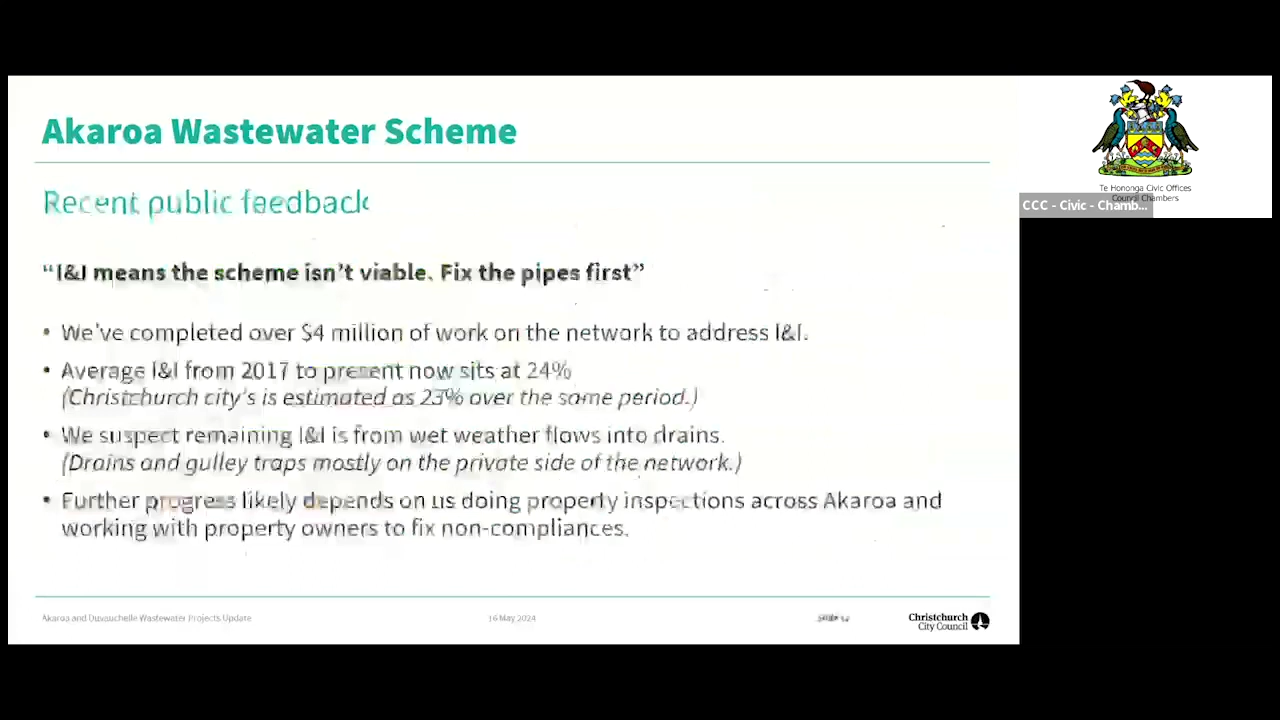 Akaroa Wastewater Scheme
Recent public feedback
“I&I means the scheme isn’t viable. Fix the pipes first”
• We’ve completed over $4 million of work on the network to address I&I.
• Average I&I from 2017 to present now sits at 24%
(Christchurch city’s is estimated as 23% over the same period.)
• We suspect remaining I&I is from wet weather flows into drains.
(Drains and gulley traps mostly on the private side of the network.)
• Further progress likely depends on us doing property inspections across Akaroa and
working with property owners to fix non-compliances.
Akaroa and Duvauchelle Wastewater Projects Update
16 May 2024
Christchurch
City Council
Te Hononga Civic Offices
Council Chambers
CCC - Civic - Chamb...